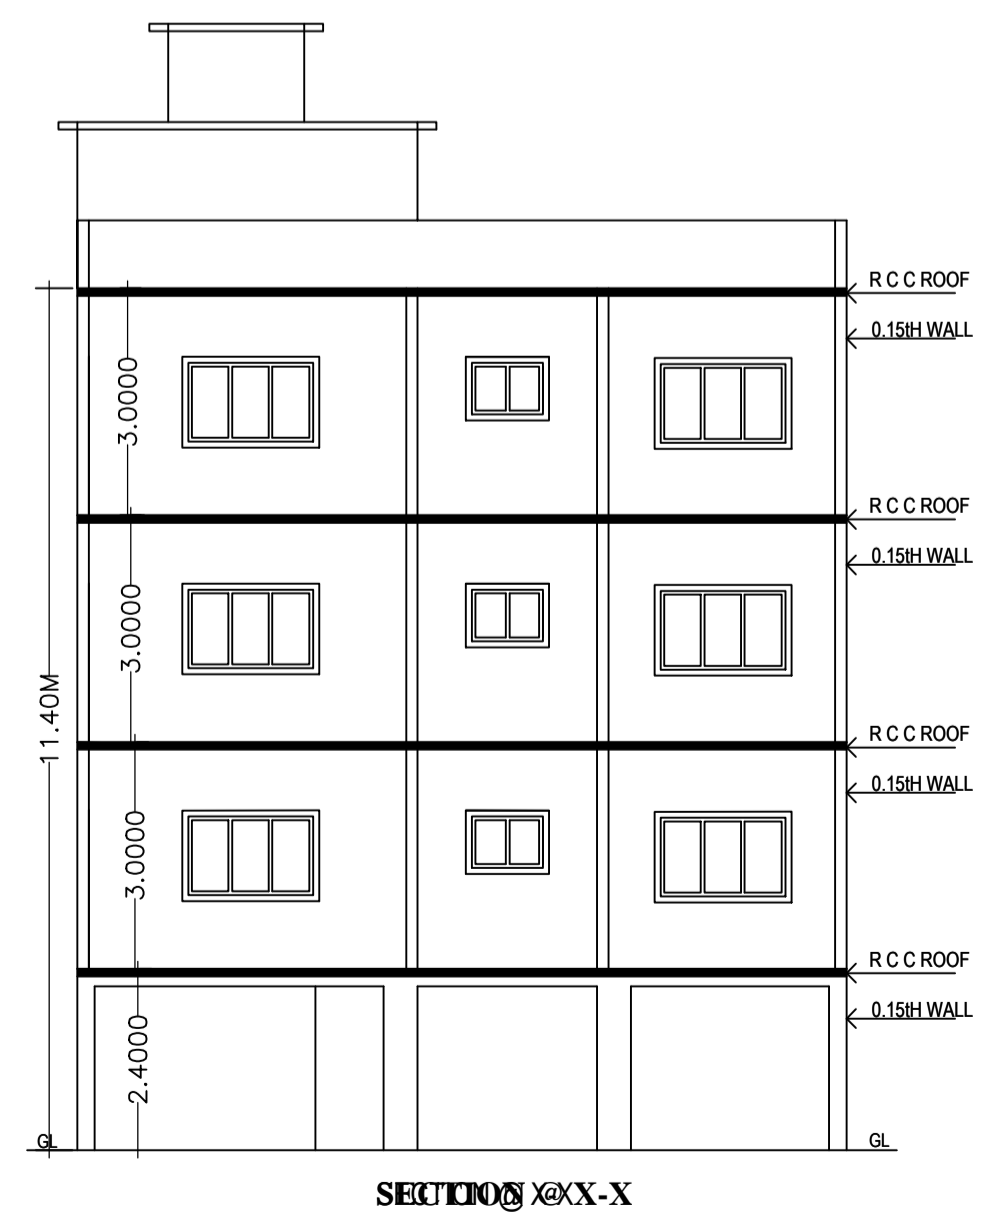 R C C ROOF
0.15tH WALL
3.0000
R C C ROOF
0.15tH WALL
3.0000
11.40M
R C C ROOF
0.15tH WALL
3.0000
R C C ROOF
0.15tH WALL
2.4000
GL
GL
SECTION @ X-X